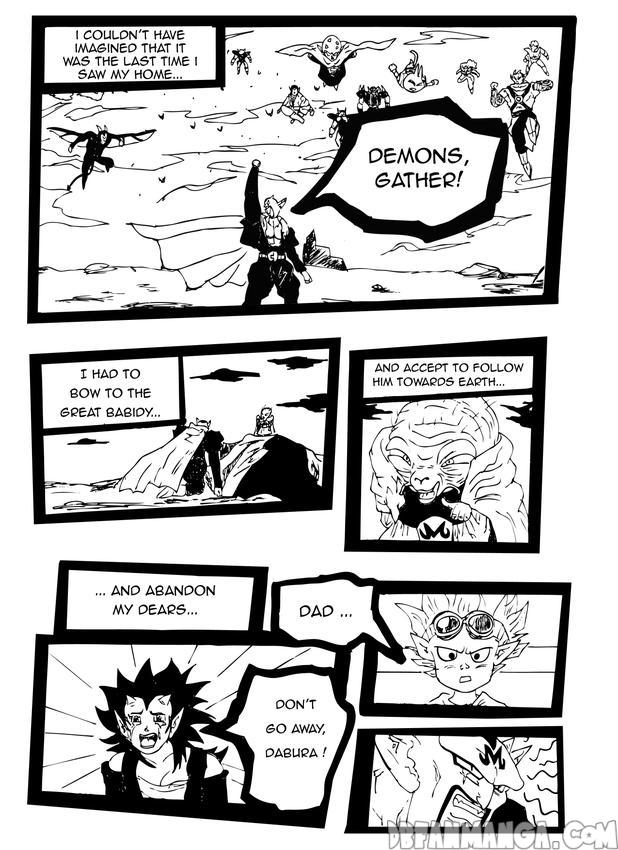 I COULDN'T HAVE
IMAGINED THAT IT
WAS THE LAST TIME I
SAW MY HOME...
DEMONS,
GATHER!
I HAD TO
BOW TO THE
GREAT BABIDY...
AND ACCEPT TO FOLLOW
HIM TOWARDS EARTH...
... AND ABANDON
MY DEARS...
DAD ...
DON'T
GO AWAY,
DABURA !
DBFANMANGA.COM